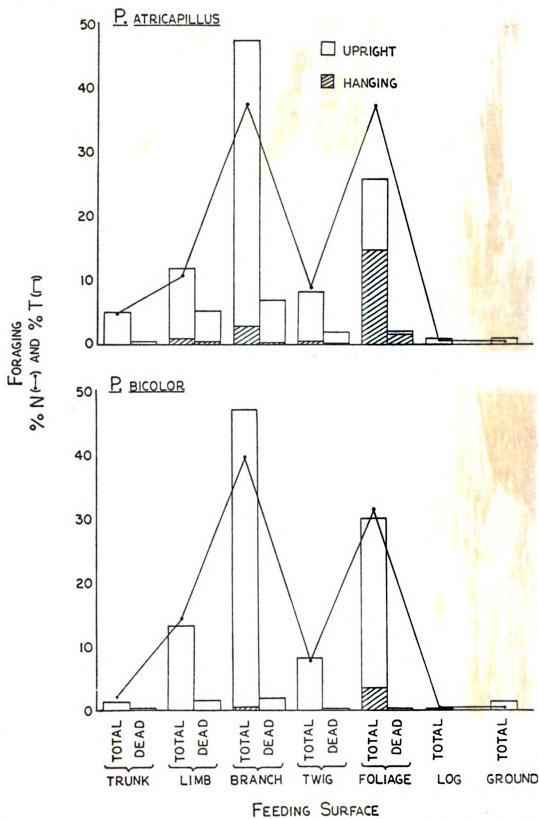 P. ATRICAPILLUS
50
40
30
20
10
0
UPRIGHT
HANGING
FORAGING
% N (⟷) AND % T (⊓)
P. BICOLOR
50
40
30
20
10
0
TOTAL DEAD TOTAL DEAD TOTAL DEAD TOTAL DEAD TOTAL DEAD TOTAL TOTAL
TRUNK LIMB BRANCH TWIG FOLIAGE LOG GROUND
FEEDING SURFACE